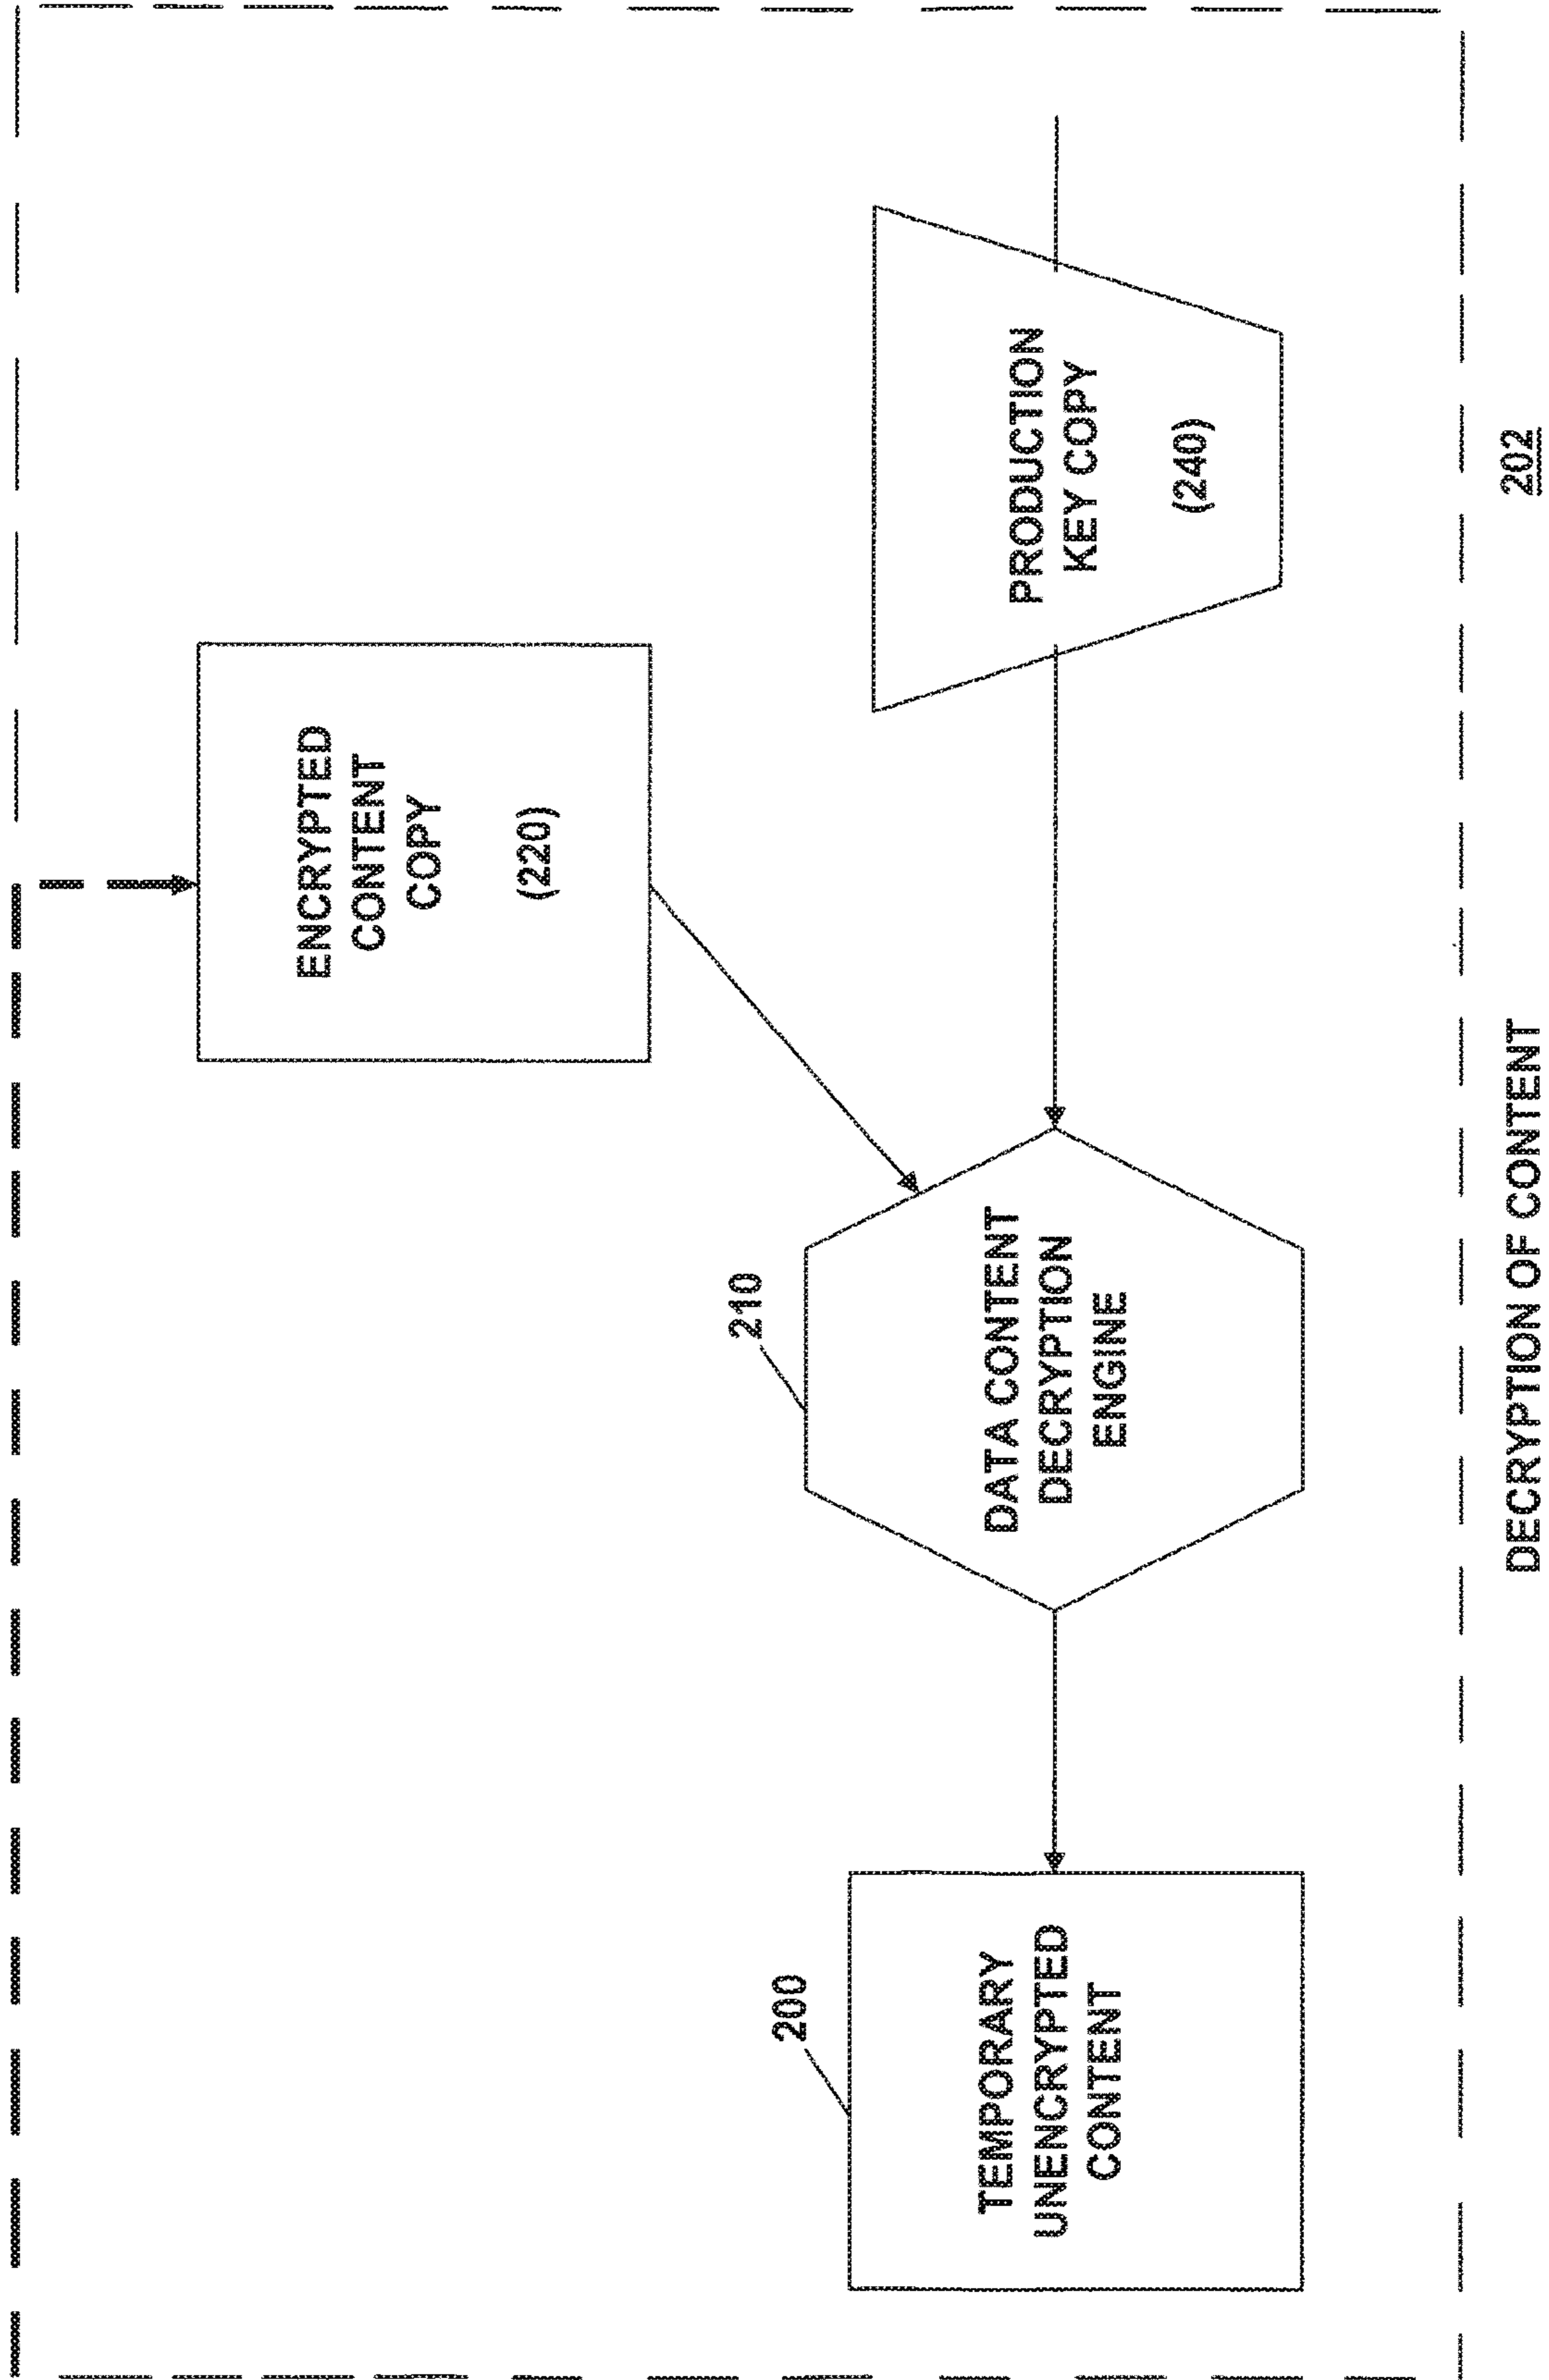 ENCRYPTED
CONTENT
COPY
(220)
200
TEMPORARY
UNENCRYPTED
CONTENT
210
DATA CONTENT
DECRYPTION
ENGINE
PRODUCTION
KEY COPY
(240)
DECRYPTION OF CONTENT
202